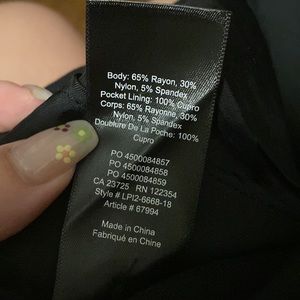 Body: 65% Rayon, 30%
Nylon, 5% Spandex
Pocket Lining: 100% Cupro
Corps: 65% Rayonne, 30%
Nylon, 5% Spandex
Doublure De La Poche: 100%
Cupro
PO 4500084857
PO 4500084858
PO 4500084859
CA 23725 RN 122354
Style # LPI2-6668-18
Article # 67994
Made in China
Fabriqué en Chine